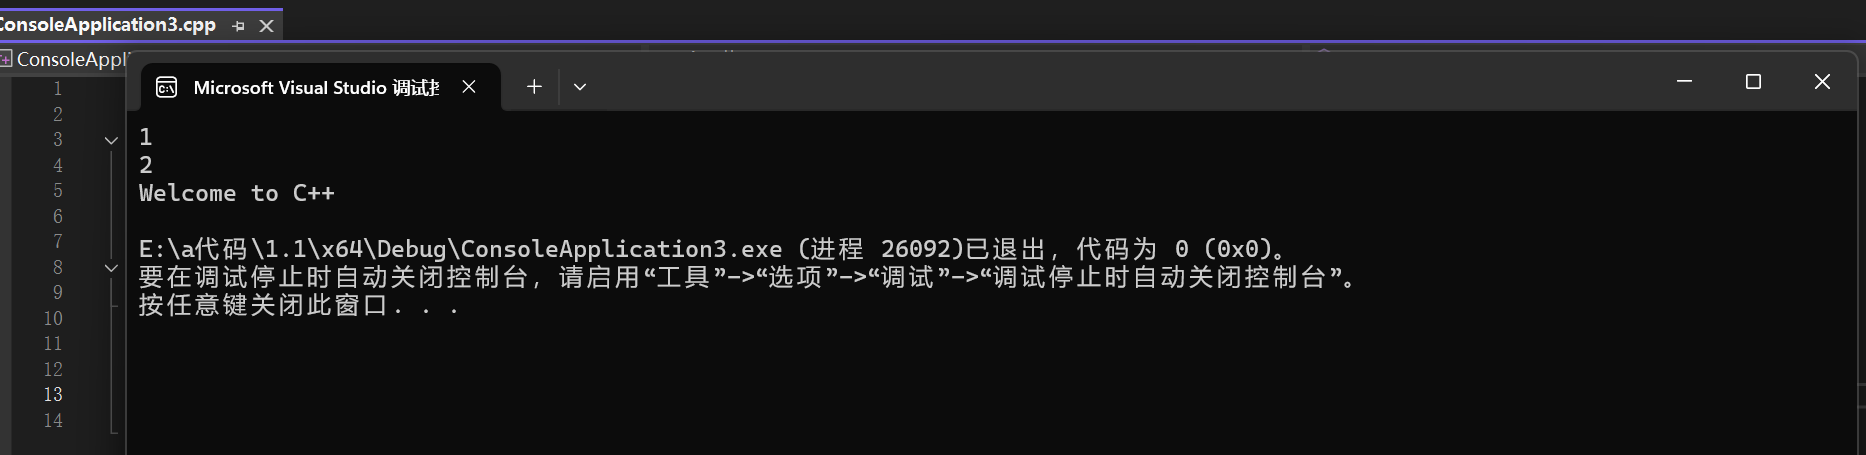 ConsoleApplication3.cpp
ConsoleAppl
Microsoft Visual Studio 调试
1
2
3
4
5
6
7
8
9
10
11
12
13
14
1
2
Welcome to C++
E:\a代码\1.1\x64\Debug\ConsoleApplication3.exe (进程 26092)已退出，代码为 0 (0x0)。
要在调试停止时自动关闭控制台，请启用“工具”->“选项”->“调试”->“调试停止时自动关闭控制台”。
按任意键关闭此窗口. . .